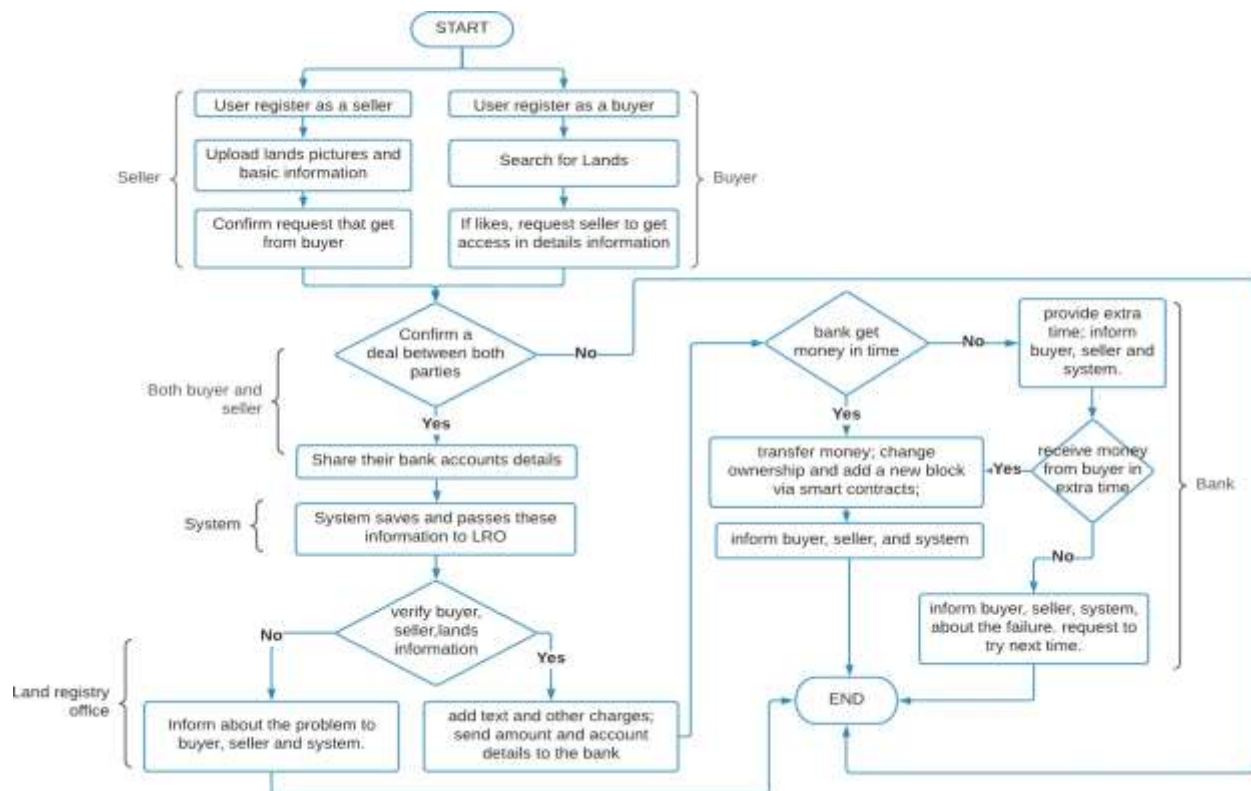 START
User register as a seller
User register as a buyer
Upload lands pictures and
basic information
Search for Lands
Seller
Buyer
Confirm request that get
from buyer
If likes, request seller to get
access in details information
Confirm a
deal between both
parties
No
Both buyer and
seller
Yes
Share their bank accounts details
System
System saves and passes these
information to LRO
verify buyer,
seller,lands
information
No
Yes
Land registry
office
Inform about the problem to
buyer, seller and system.
add text and other charges;
send amount and account
details to the bank
bank get
money in time
No
provide extra
time; inform
buyer, seller and
system.
Yes
transfer money; change
ownership and add a new block
via smart contracts;
Yes
receive money
from buyer in
extra time
Bank
inform buyer, seller, and system
No
inform buyer, seller, system,
about the failure. request to
try next time.
END